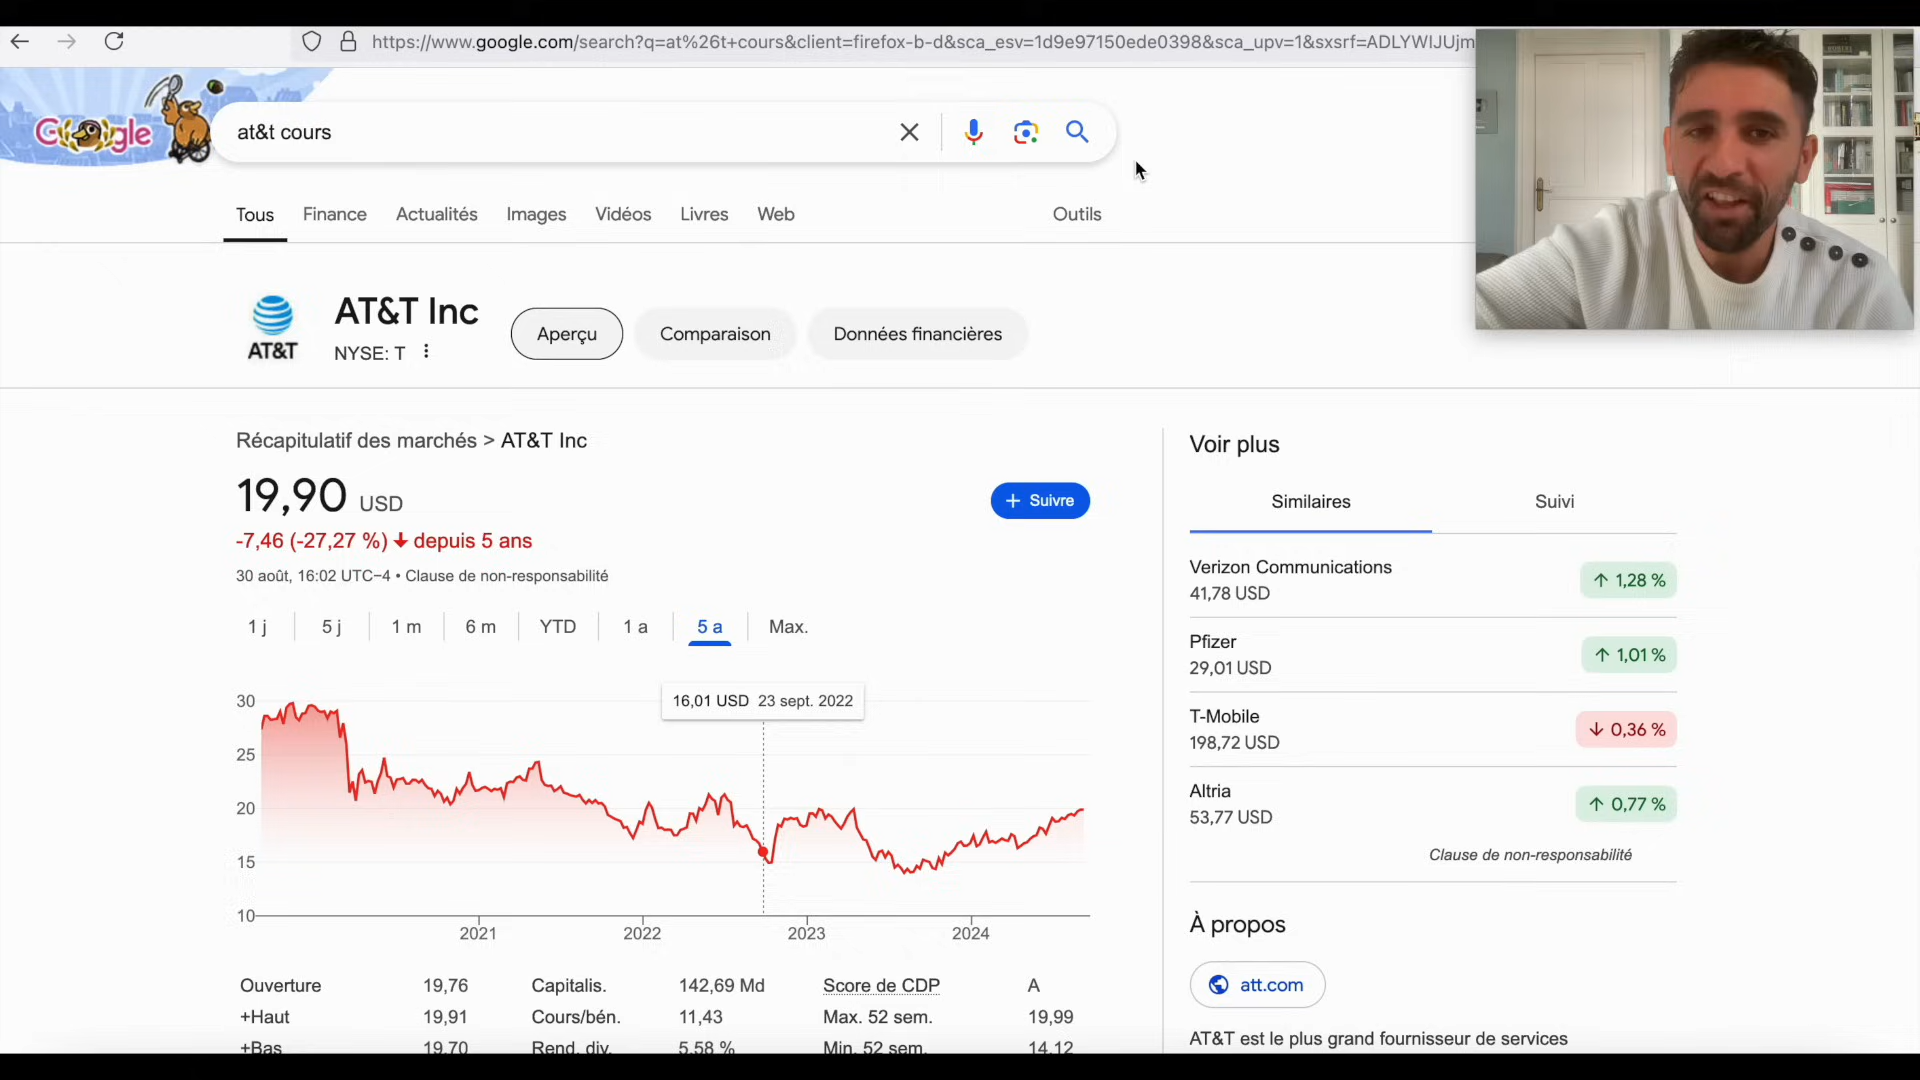 https://www.google.com/search?q=at%26t+cours&client=firefox-b-d&sca_esv=1d9e97150ede0398&sca_upv=1&sxsrf=ADLYWIJUjm
Google
at&t cours
Tous Finance Actualités Images Vidéos Livres Web Outils
AT&T
AT&T Inc
NYSE: T
Aperçu Comparaison Données financières
Récapitulatif des marchés > AT&T Inc
19,90 USD
-7,46 (-27,27 %) ↓ depuis 5 ans
30 août, 16:02 UTC−4 • Clause de non-responsabilité
+ Suivre
1 j 5 j 1 m 6 m YTD 1 a 5 a Max.
16,01 USD 23 sept. 2022
30
25
20
15
10
2021 2022 2023 2024
Ouverture 19,76 Capitalis. 142,69 Md Score de CDP A
+Haut 19,91 Cours/bén. 11,43 Max. 52 sem. 19,99
+Bas 19,70 Rend. div. 5,58 % Min. 52 sem. 14,12
Voir plus
Similaires Suivi
Verizon Communications
41,78 USD
↑ 1,28 %
Pfizer
29,01 USD
↑ 1,01 %
T-Mobile
198,72 USD
↓ 0,36 %
Altria
53,77 USD
↑ 0,77 %
Clause de non-responsabilité
À propos
att.com
AT&T est le plus grand fournisseur de services